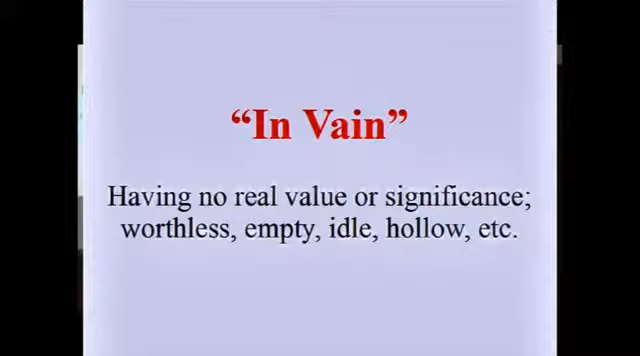 “In Vain”
Having no real value or significance;
worthless, empty, idle, hollow, etc.